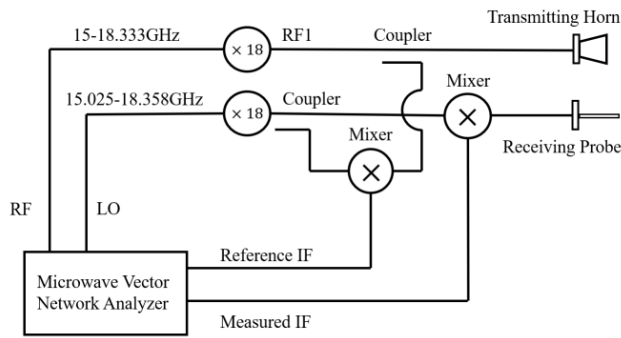 Transmitting Horn
15-18.333GHz
× 18
RF1
Coupler
15.025-18.358GHz
× 18
Coupler
Mixer
Mixer
Receiving Probe
RF
LO
Reference IF
Microwave Vector
Network Analyzer
Measured IF